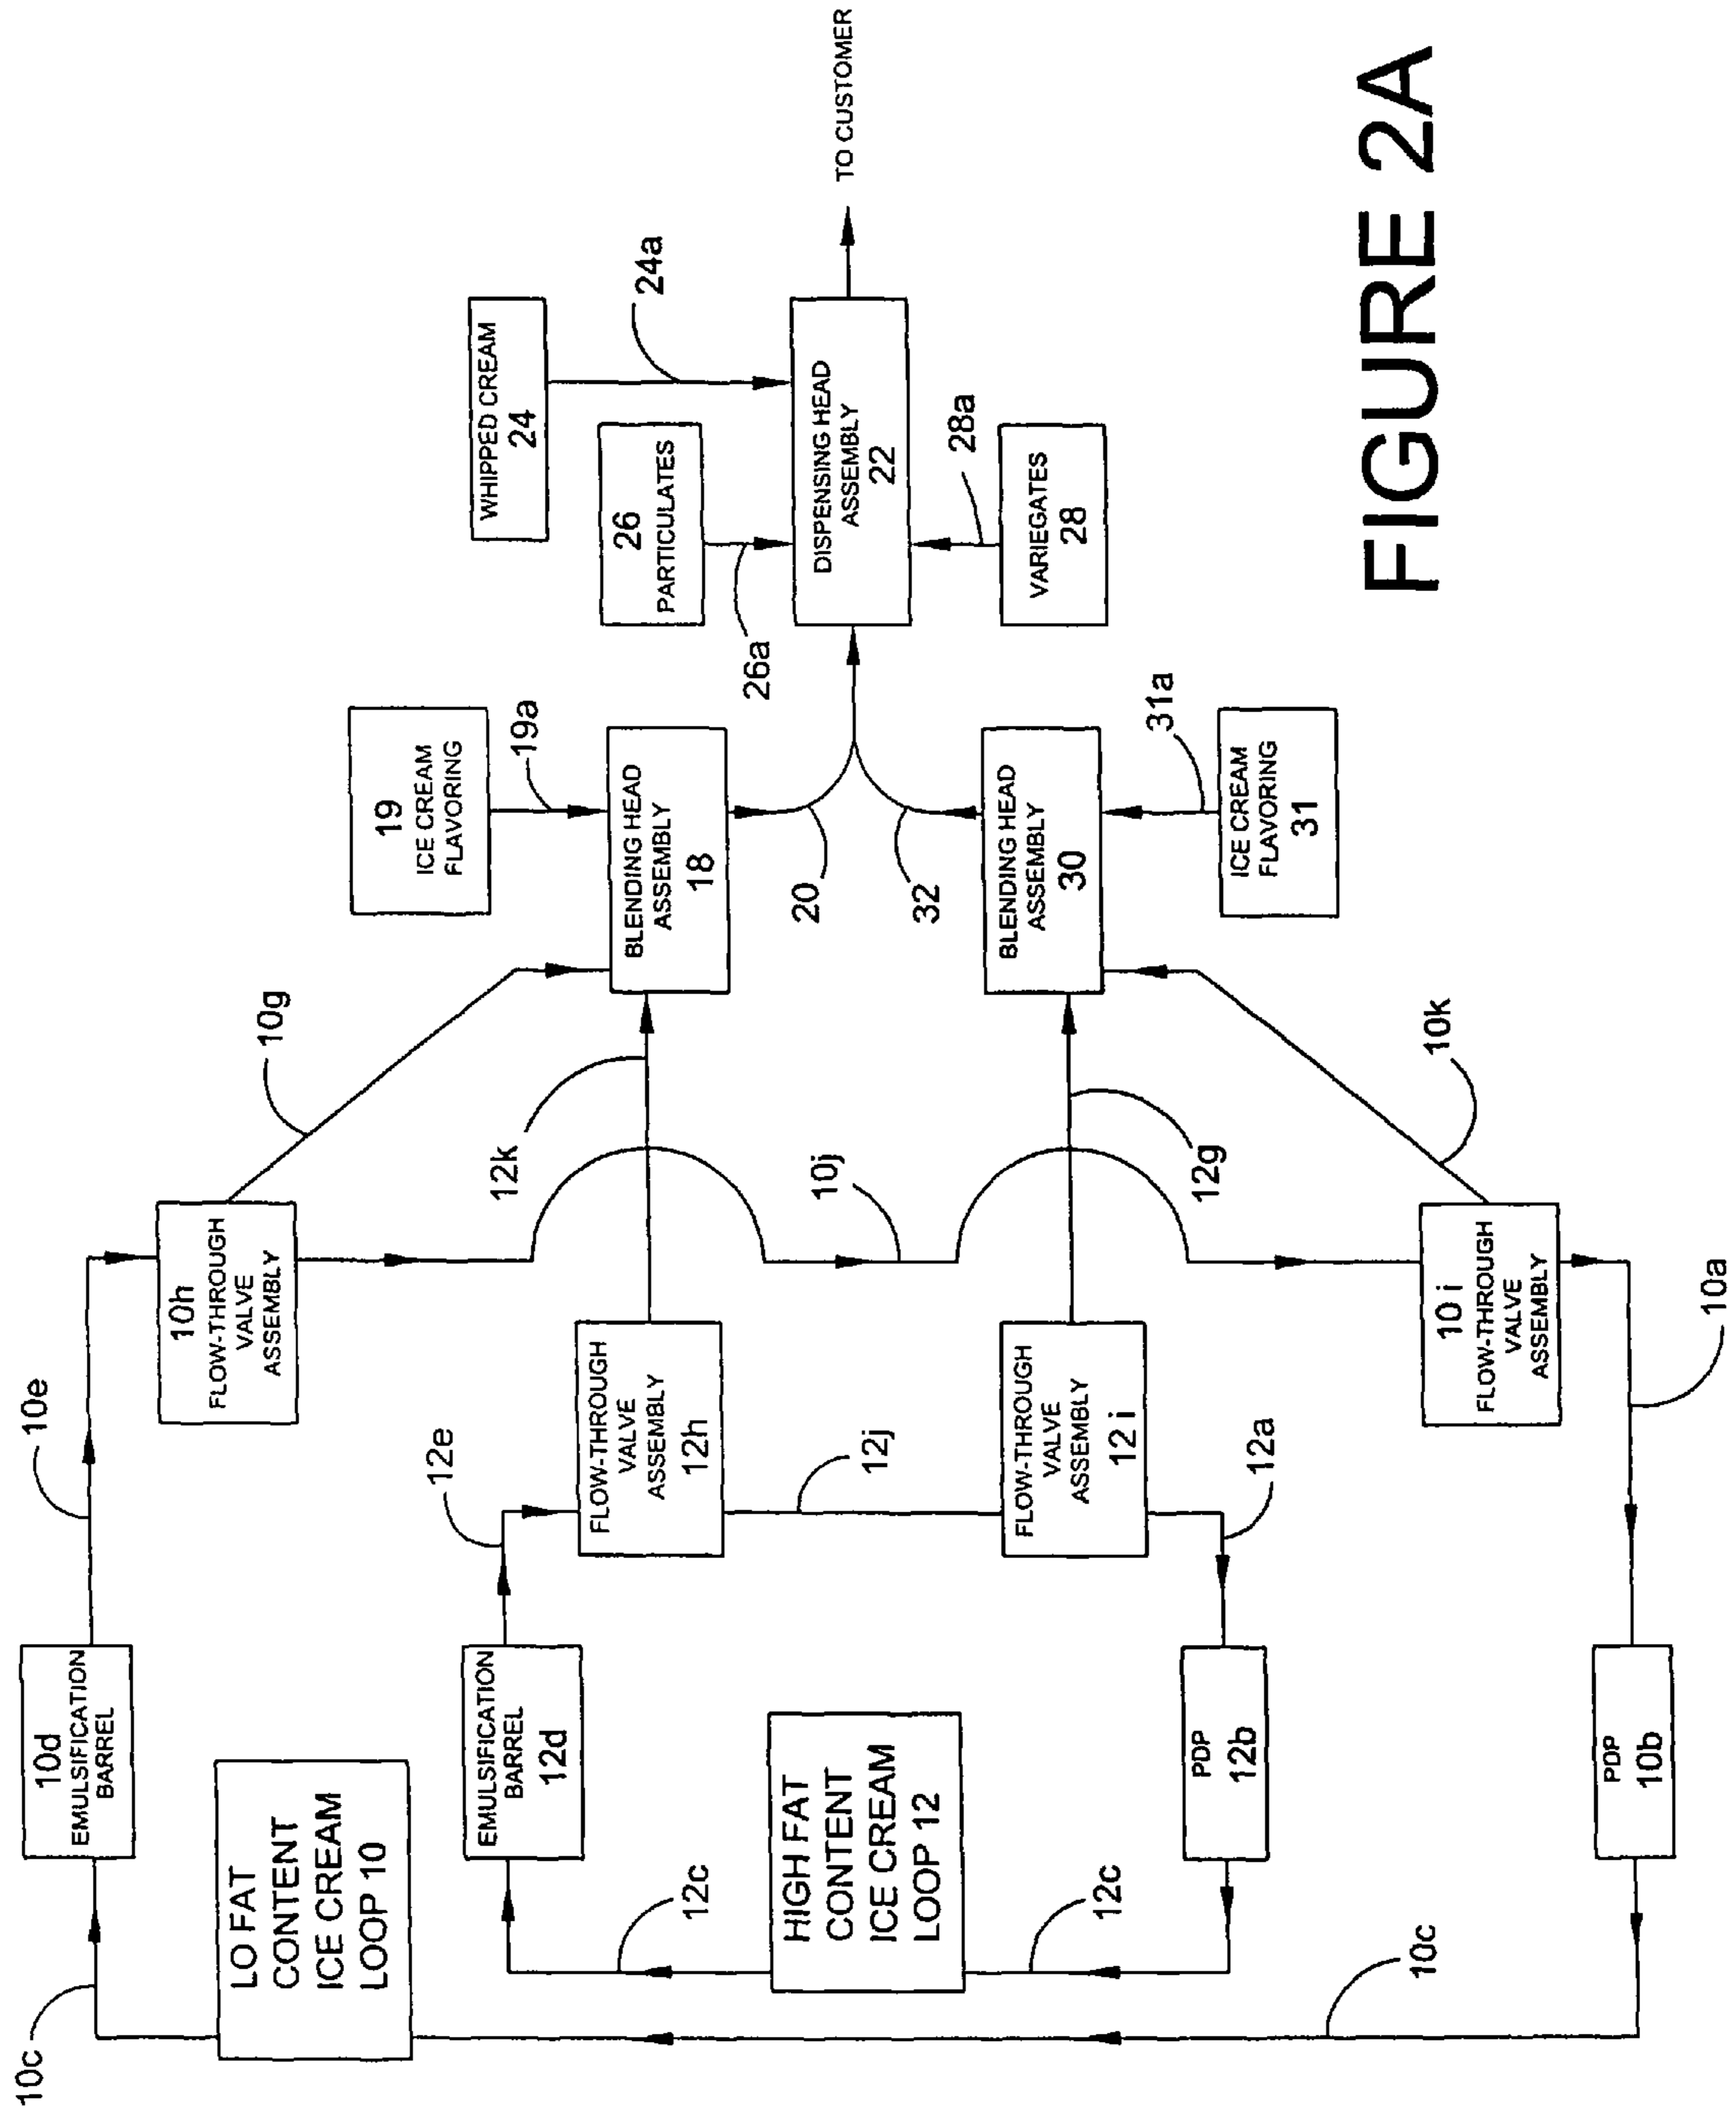 10c
LO FAT
CONTENT
ICE CREAM
LOOP 10
10d
EMULSIFICATION
BARREL
10e
10h
FLOW-THROUGH
VALVE
ASSEMBLY
10g
12c
EMULSIFICATION
BARREL
12d
12e
FLOW-THROUGH
VALVE
ASSEMBLY
12h
12k
19
ICE CREAM
FLAVORING
19a
BLENDING HEAD
ASSEMBLY
18
WHIPPED CREAM
24
24a
26
PARTICULATES
26a
HIGH FAT
CONTENT
ICE CREAM
LOOP 12
12j
10j
20
32
DISPENSING HEAD
ASSEMBLY
22
TO CUSTOMER
12c
PDP
12b
12a
FLOW-THROUGH
VALVE
ASSEMBLY
12i
12g
BLENDING HEAD
ASSEMBLY
30
28a
VARIEGATES
28
31a
ICE CREAM
FLAVORING
31
10c
PDP
10b
10a
10i
FLOW-THROUGH
VALVE
ASSEMBLY
10k
FIGURE 2A